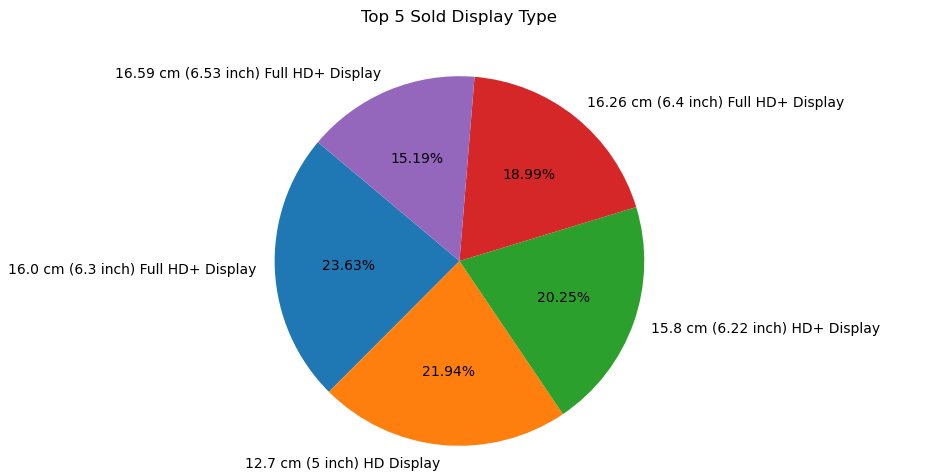 Top 5 Sold Display Type
16.59 cm (6.53 inch) Full HD+ Display
16.26 cm (6.4 inch) Full HD+ Display
15.19%
18.99%
16.0 cm (6.3 inch) Full HD+ Display
23.63%
20.25%
15.8 cm (6.22 inch) HD+ Display
21.94%
12.7 cm (5 inch) HD Display